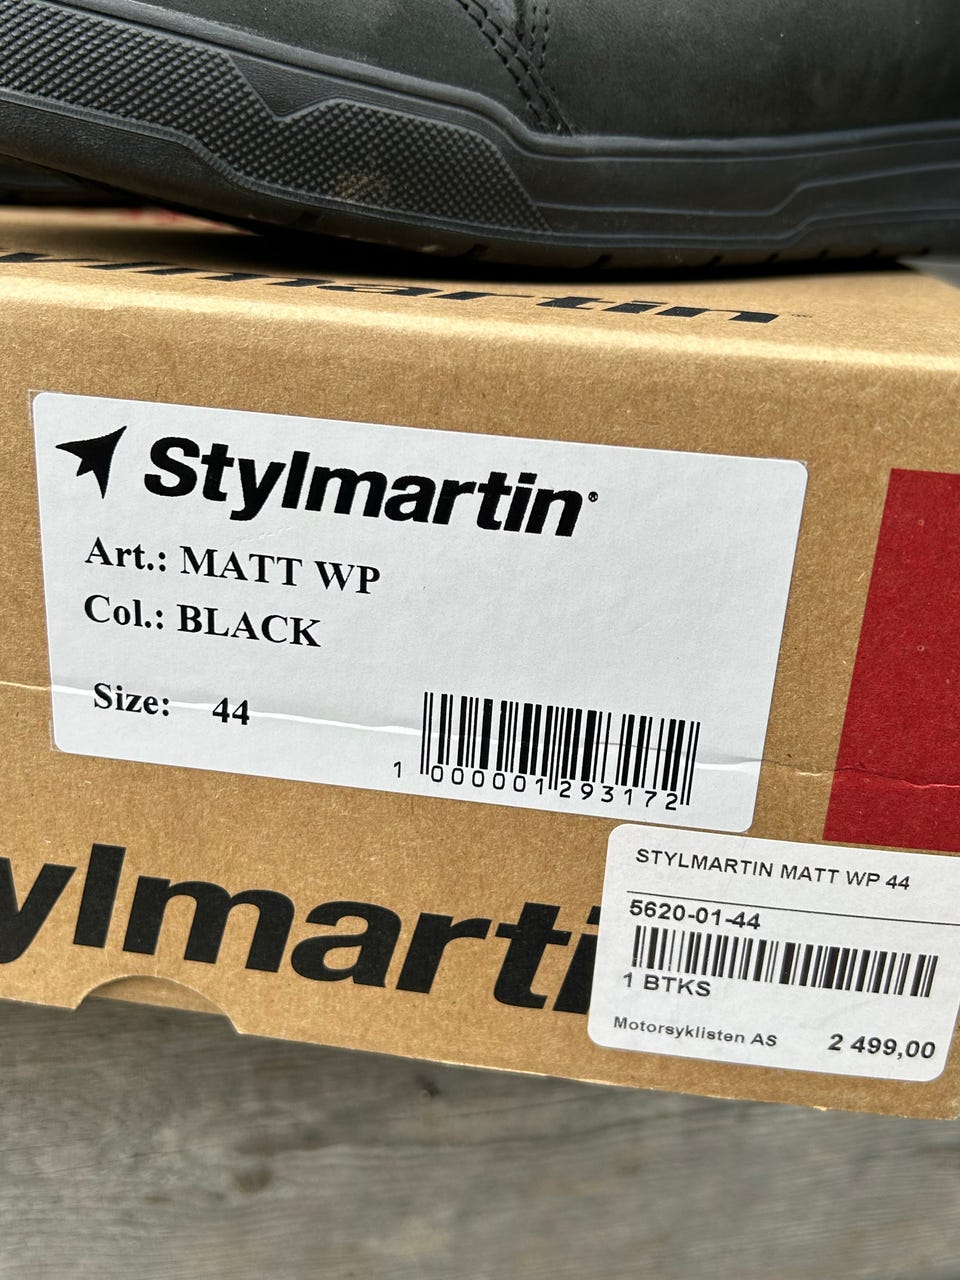 Stylmartin™
Stylmartin®
Art.: MATT WP
Col.: BLACK
Size: 44
1 000001 293172
ylmarti
STYLMARTIN MATT WP 44
5620-01-44
1 BTKS
Motorsyklisten AS 2 499,00